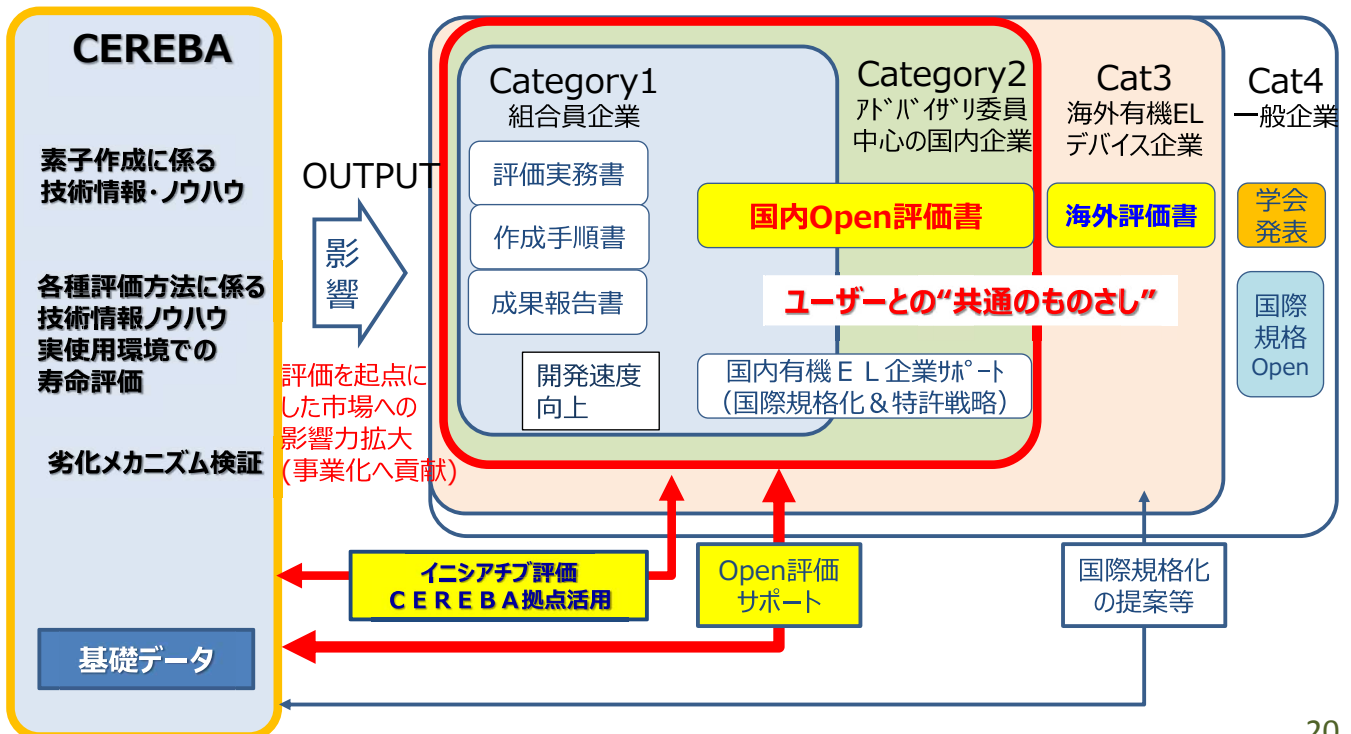 CEREBA
素子作成に係る
技術情報・ノウハウ
各種評価方法に係る
技術情報ノウハウ
実使用環境での
寿命評価
劣化メカニズム検証
基礎データ
OUTPUT
影
響
評価を起点に
した市場への
影響力拡大
(事業化へ貢献)
Category1
組合員企業
評価実務書
作成手順書
成果報告書
開発速度
向上
Category2
ｱﾄﾞﾊﾞｲｻﾞﾘ委員
中心の国内企業
国内Open評価書
ユーザーとの“共通のものさし”
国内有機ＥＬ企業ｻﾎﾟｰﾄ
（国際規格化＆特許戦略）
Cat3
海外有機EL
デバイス企業
海外評価書
Cat4
一般企業
学会
発表
国際
規格
Open
イニシアチブ評価
ＣＥＲＥＢＡ拠点活用
Open評価
サポート
国際規格化
の提案等
20